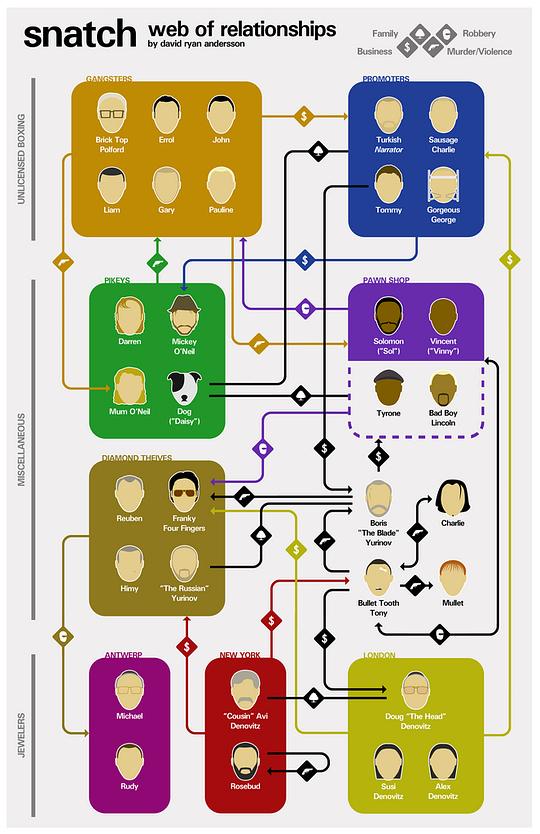 snatch web of relationships
by david ryan andersson
Family
Robbery
Business
Murder/Violence
UNLICENSED BOXING
GANGSTERS
Brick Top
Polford
Errol
John
Liam
Gary
Pauline
PROMOTERS
Turkish
Narrator
Sausage
Charlie
Tommy
Gorgeous
George
MISCELLANEOUS
PIKEYS
Darren
Mickey
O'Neil
Mum O'Neil
Dog
("Daisy")
PAWN SHOP
Solomon
("Sol")
Vincent
("Vinny")
Tyrone
Bad Boy
Lincoln
DIAMOND THEIVES
Reuben
Franky
Four Fingers
Himy
"The Russian"
Yurinov
Boris
"The Blade"
Yurinov
Charlie
Bullet Tooth
Tony
Mullet
JEWELERS
ANTWERP
Michael
Rudy
NEW YORK
"Cousin" Avi
Denovitz
Rosebud
LONDON
Doug "The Head"
Denovitz
Susi
Denovitz
Alex
Denovitz